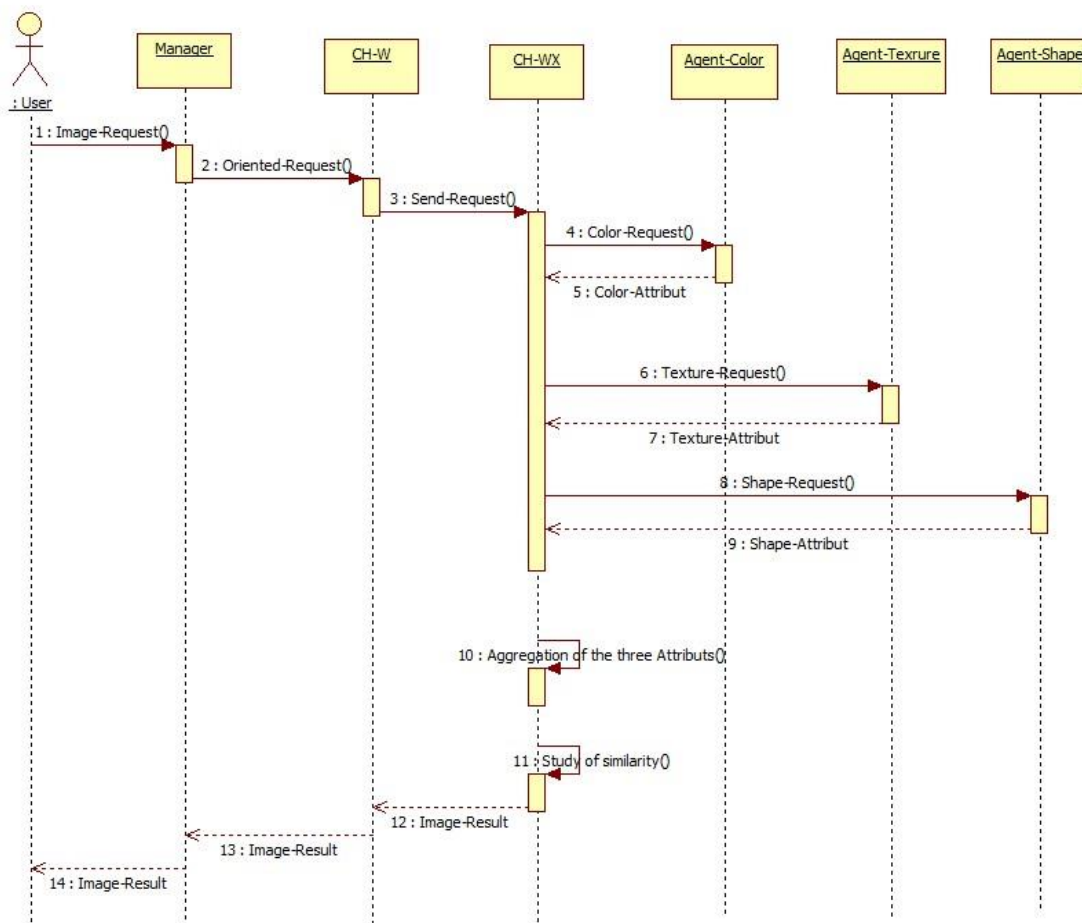 Manager
CH-W
CH-WX
Agent-Color
Agent-Texrure
Agent-Shape
: User
1 : Image-Request()
2 : Oriented-Request()
3 : Send-Request()
4 : Color-Request()
5 : Color-Attribut
6 : Texture-Request()
7 : Texture-Attribut
8 : Shape-Request()
9 : Shape-Attribut
10 : Aggregation of the three Attributs()
11 : Study of similarity()
12 : Image-Result
13 : Image-Result
14 : Image-Result